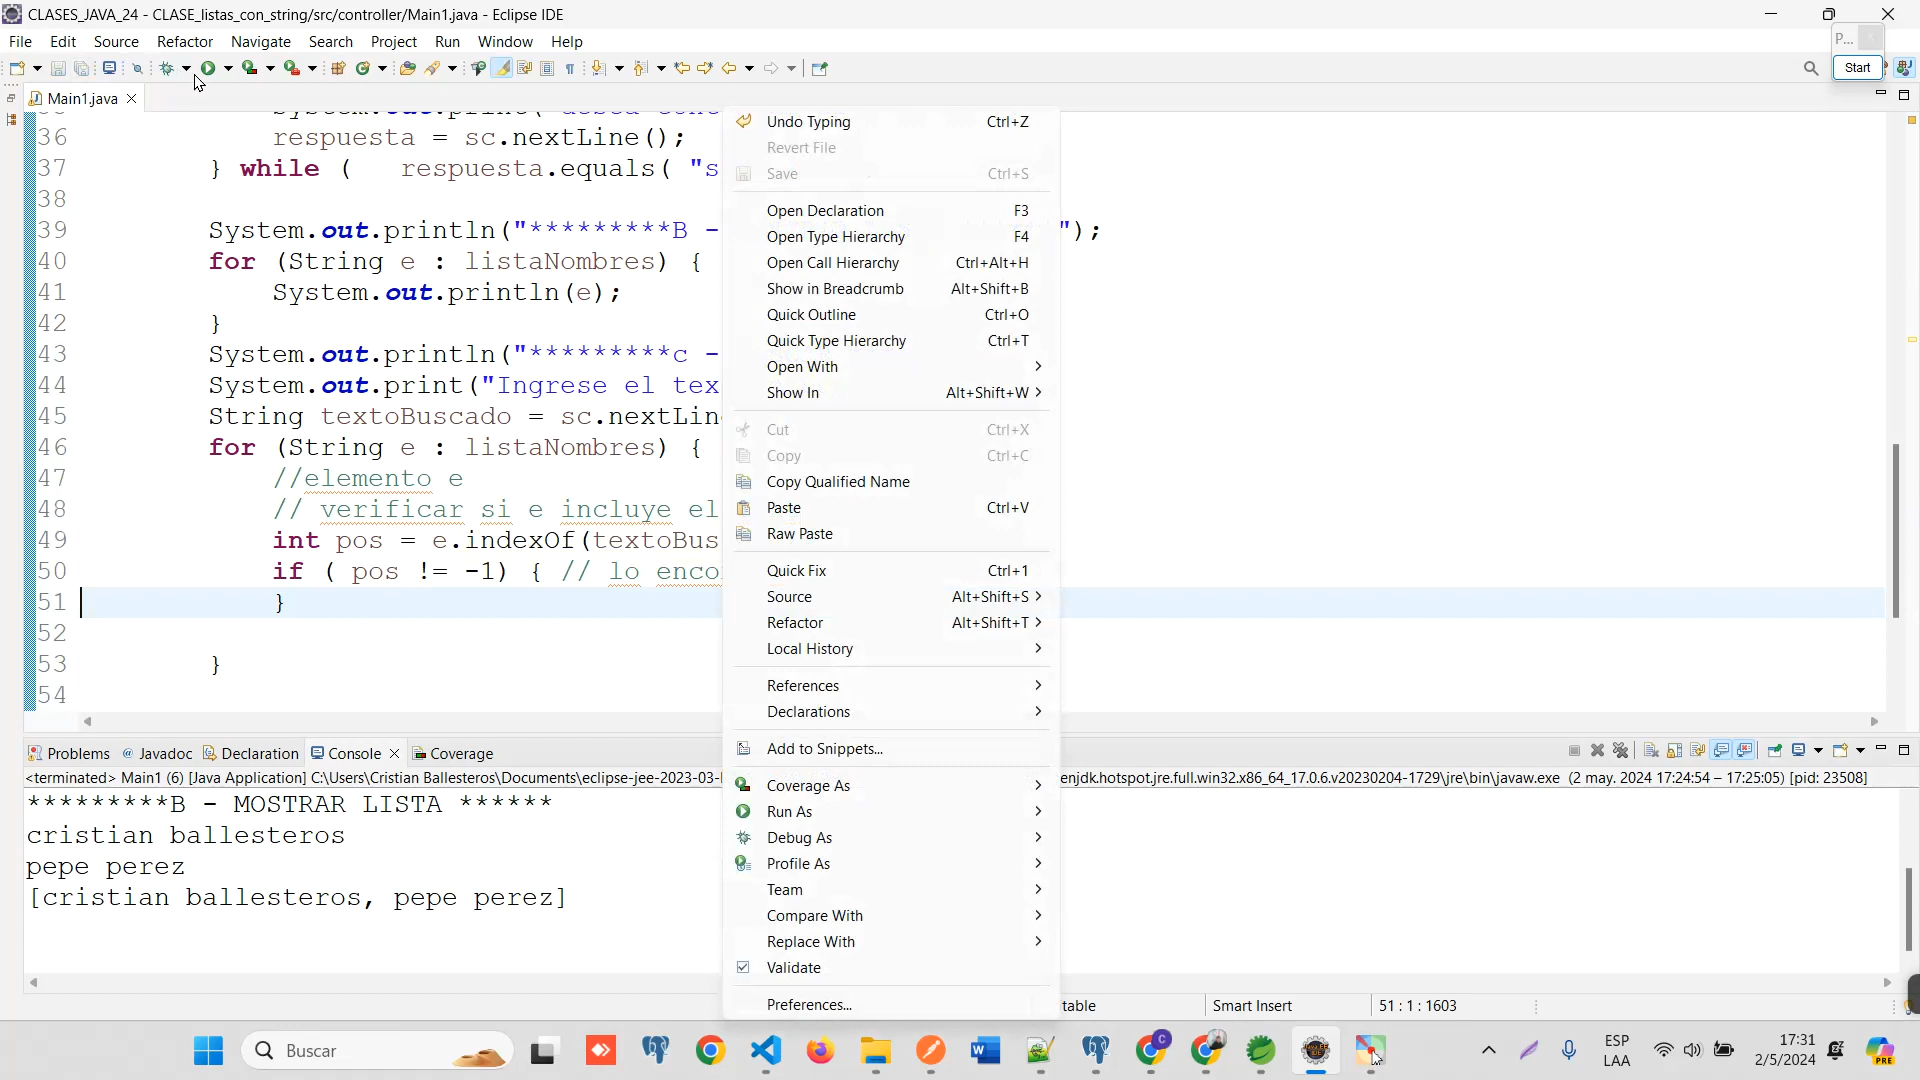 CLASES_JAVA_24 - CLASE_listas_con_string/src/controller/Main1.java - Eclipse IDE
File Edit Source Refactor Navigate Search Project Run Window Help
P...
Start
Main1.java
36 respuesta = sc.nextLine();
37 } while ( respuesta.equals( "s
38
39 System.out.println("*********B - ");
40 for (String e : listaNombres) {
41 System.out.println(e);
42 }
43 System.out.println("*********c -
44 System.out.print("Ingrese el tex
45 String textoBuscado = sc.nextLin
46 for (String e : listaNombres) {
47 //elemento e
48 // verificar si e incluye el
49 int pos = e.indexOf(textoBus
50 if ( pos != -1) { // lo enco
51 }
52
53 }
54
Undo Typing Ctrl+Z
Revert File
Save Ctrl+S
Open Declaration F3
Open Type Hierarchy F4
Open Call Hierarchy Ctrl+Alt+H
Show in Breadcrumb Alt+Shift+B
Quick Outline Ctrl+O
Quick Type Hierarchy Ctrl+T
Open With
Show In Alt+Shift+W
Cut Ctrl+X
Copy Ctrl+C
Copy Qualified Name
Paste Ctrl+V
Raw Paste
Quick Fix Ctrl+1
Source Alt+Shift+S
Refactor Alt+Shift+T
Local History
References
Declarations
Add to Snippets...
Coverage As
Run As
Debug As
Profile As
Team
Compare With
Replace With
Validate
Preferences...
Problems Javadoc Declaration Console Coverage
<terminated> Main1 (6) [Java Application] C:\Users\Cristian Ballesteros\Documents\eclipse-jee-2023-03- enjdk.hotspot.jre.full.win32.x86_64_17.0.6.v20230204-1729\jre\bin\javaw.exe (2 may. 2024 17:24:54 – 17:25:05) [pid: 23508]
*********B - MOSTRAR LISTA ******
cristian ballesteros
pepe perez
[cristian ballesteros, pepe perez]
table Smart Insert 51 : 1 : 1603
Buscar
ESP
LAA
17:31
2/5/2024
PRE